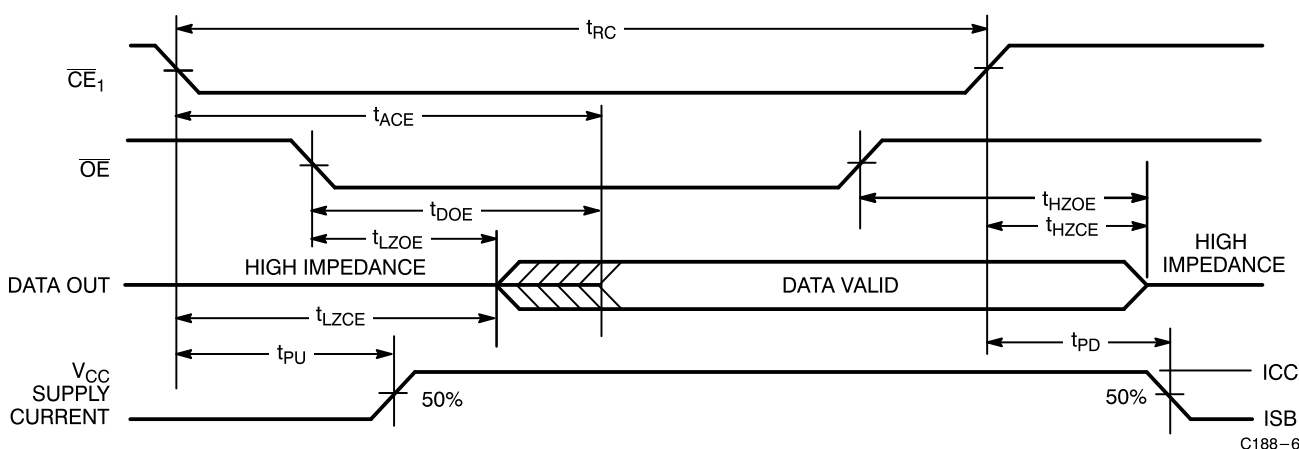 tRC
CE1
tACE
OE
tDOE
tHZOE
tLZOE
tHZCE
HIGH IMPEDANCE
HIGH
IMPEDANCE
DATA OUT
DATA VALID
tLZCE
tPU
tPD
VCC
SUPPLY
CURRENT
50%
50%
ICC
ISB
C188−6